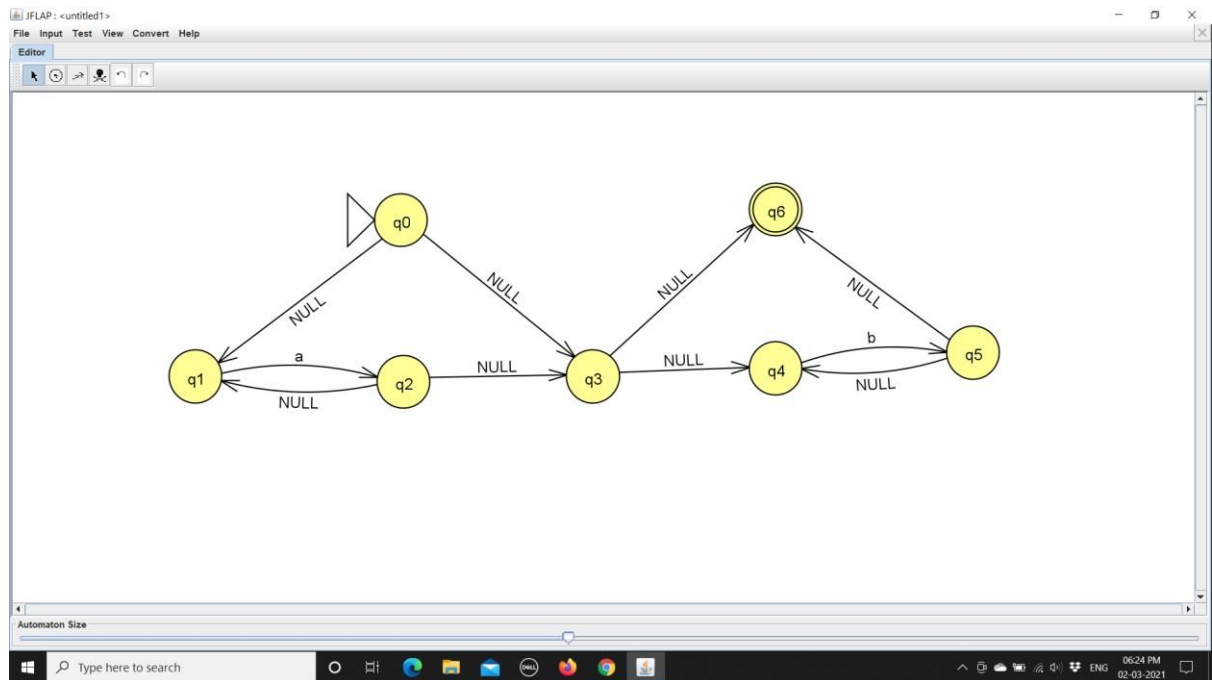 JFLAP : <untitled1>
File Input Test View Convert Help
Editor
q0
q6
NULL
NULL
NULL
NULL
q1
a
q2
NULL
q3
NULL
q4
b
q5
NULL
NULL
Automaton Size
Type here to search
DELL
ENG
06:24 PM
02-03-2021